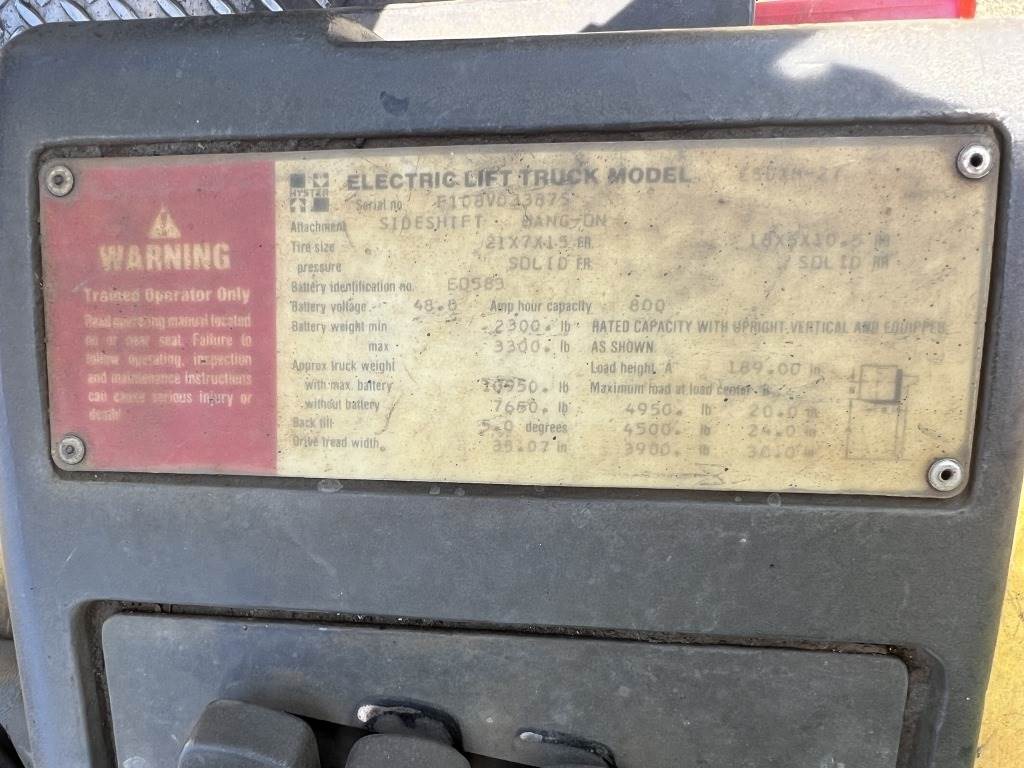 WARNING
Trained Operator Only
Read operating manual located
on or near seat. Failure to
follow operating, inspection
and maintenance instructions
can cause serious injury or
death!
HYSTER
ELECTRIC LIFT TRUCK MODEL E50XM-27
Serial no
Attachment SIDESHIFT HANG-ON
Tire size 21X7X15 FR. RR
pressure SOLID FR. SOLID RR
Battery identification no. E0583
Battery voltage 48.0 Amp hour capacity 800
Battery weight min 2300. lb RATED CAPACITY WITH UPRIGHT VERTICAL AND EQUIPPED
max 3300. lb AS SHOWN.
Approx truck weight Load height "A" 189.00 in
with max. battery 10950. lb Maximum load at load center "B"
without battery 7650. lb 4950. lb 20.0 in
Back tilt 5.0 degrees 4500. lb 24.0 in
Drive tread width. in 3900. lb 30.0 in